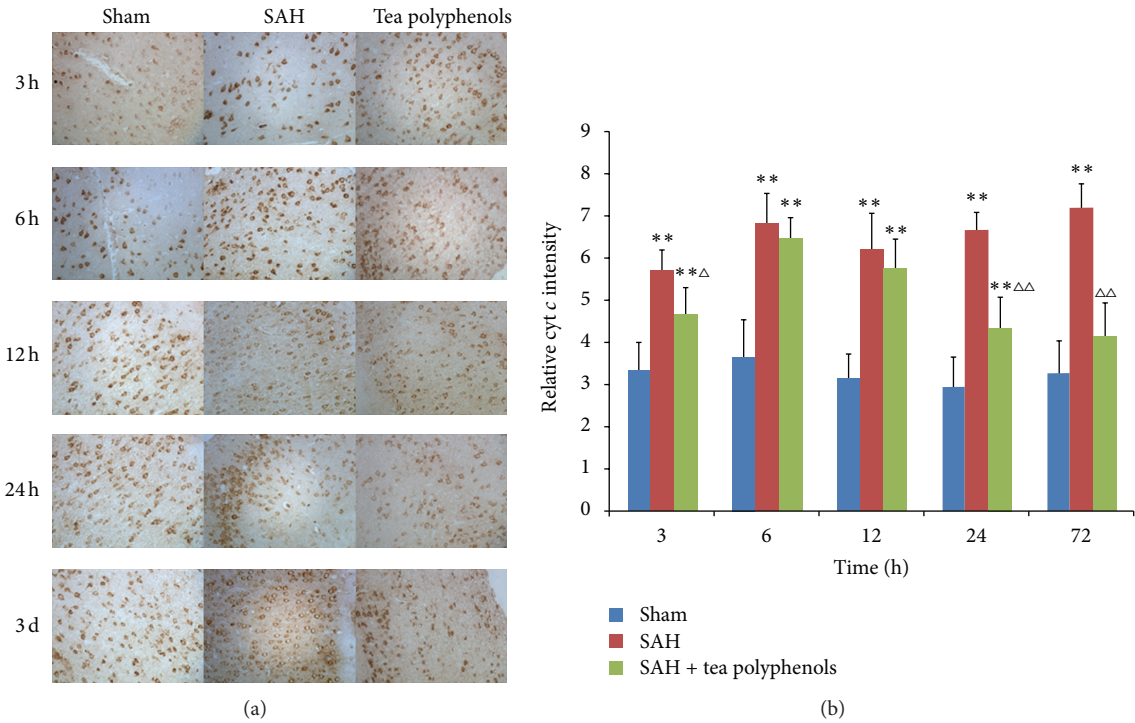 Sham SAH Tea polyphenols
3 h
6 h
12 h
24 h
3 d
(a)
9
8
7
6
5
4
3
2
1
0
Relative cyt c intensity
**
**△
**
**
**
**
**
**△△
**
△△
3 6 12 24 72
Time (h)
Sham
SAH
SAH + tea polyphenols
(b)